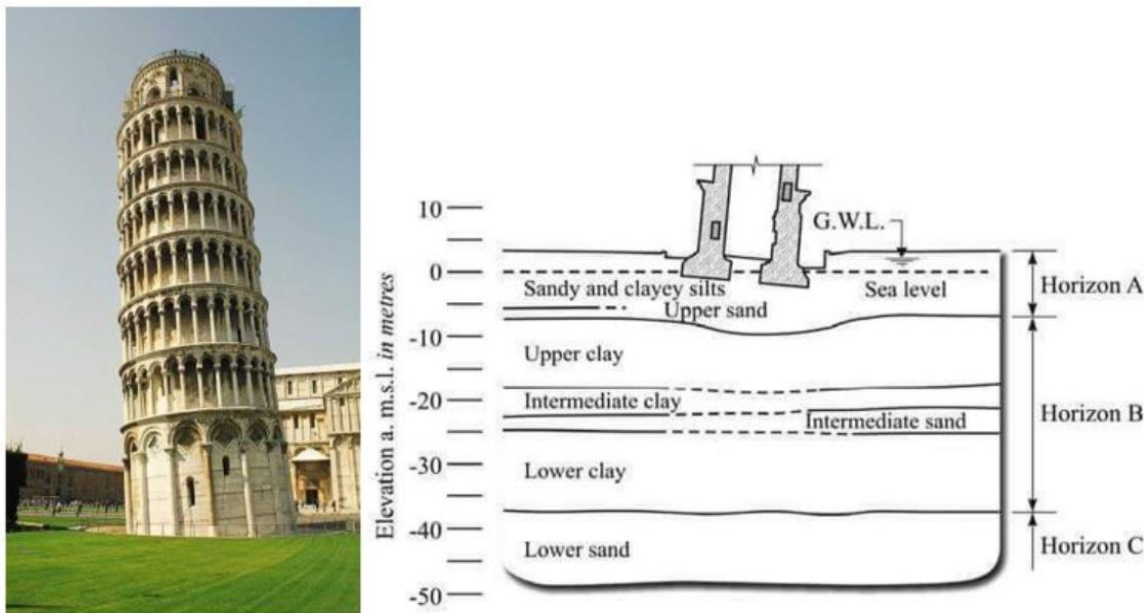 Elevation a. m.s.l. in metres
10
0
-10
-20
-30
-40
-50
G.W.L.
Sandy and clayey silts
Sea level
Upper sand
Upper clay
Intermediate clay
Intermediate sand
Lower clay
Lower sand
Horizon A
Horizon B
Horizon C